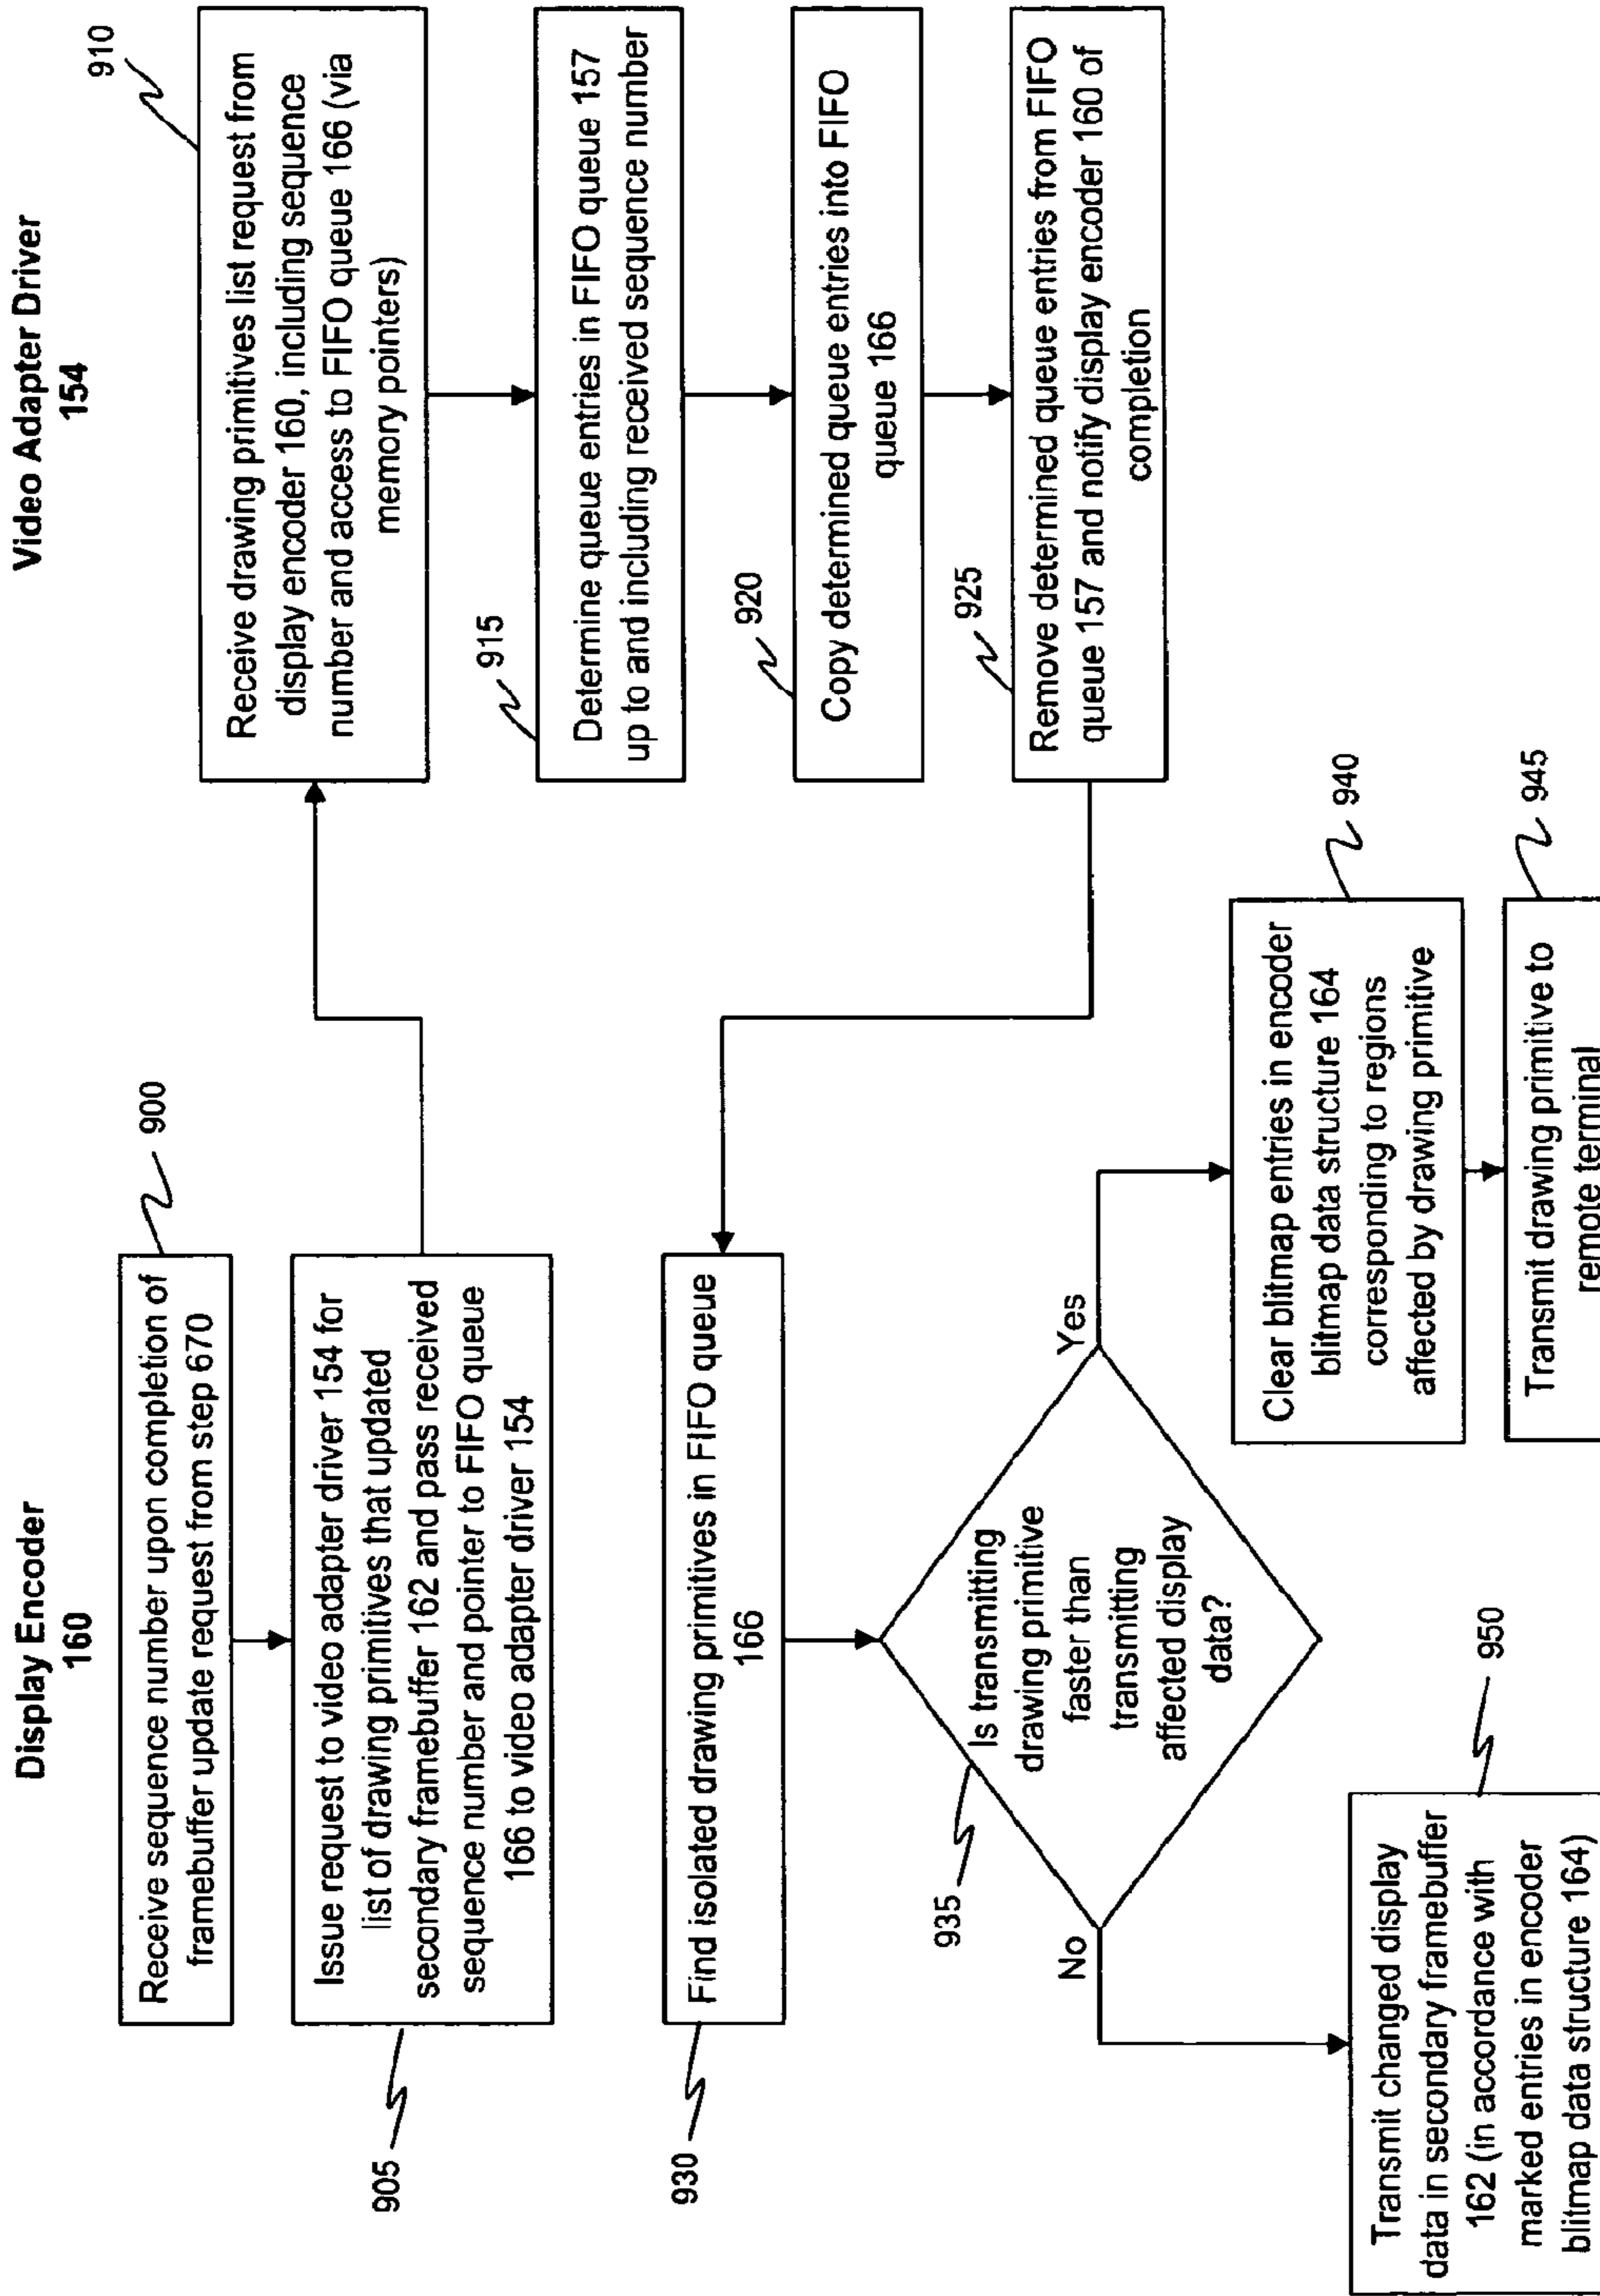 Display Encoder
160
Video Adapter Driver
154
900
Receive sequence number upon completion of
framebuffer update request from step 670
905
Issue request to video adapter driver 154 for
list of drawing primitives that updated
secondary framebuffer 162 and pass received
sequence number and pointer to FIFO queue
166 to video adapter driver 154
910
Receive drawing primitives list request from
display encoder 160, including sequence
number and access to FIFO queue 166 (via
memory pointers)
915
Determine queue entries in FIFO queue 157
up to and including received sequence number
920
Copy determined queue entries into FIFO
queue 166
925
Remove determined queue entries from FIFO
queue 157 and notify display encoder 160 of
completion
930
Find isolated drawing primitives in FIFO queue
166
935
Is transmitting
drawing primitive
faster than
transmitting
affected display
data?
Yes
No
940
Clear blitmap entries in encoder
blitmap data structure 164
corresponding to regions
affected by drawing primitive
945
Transmit drawing primitive to
remote terminal
950
Transmit changed display
data in secondary framebuffer
162 (in accordance with
marked entries in encoder
blitmap data structure 164)